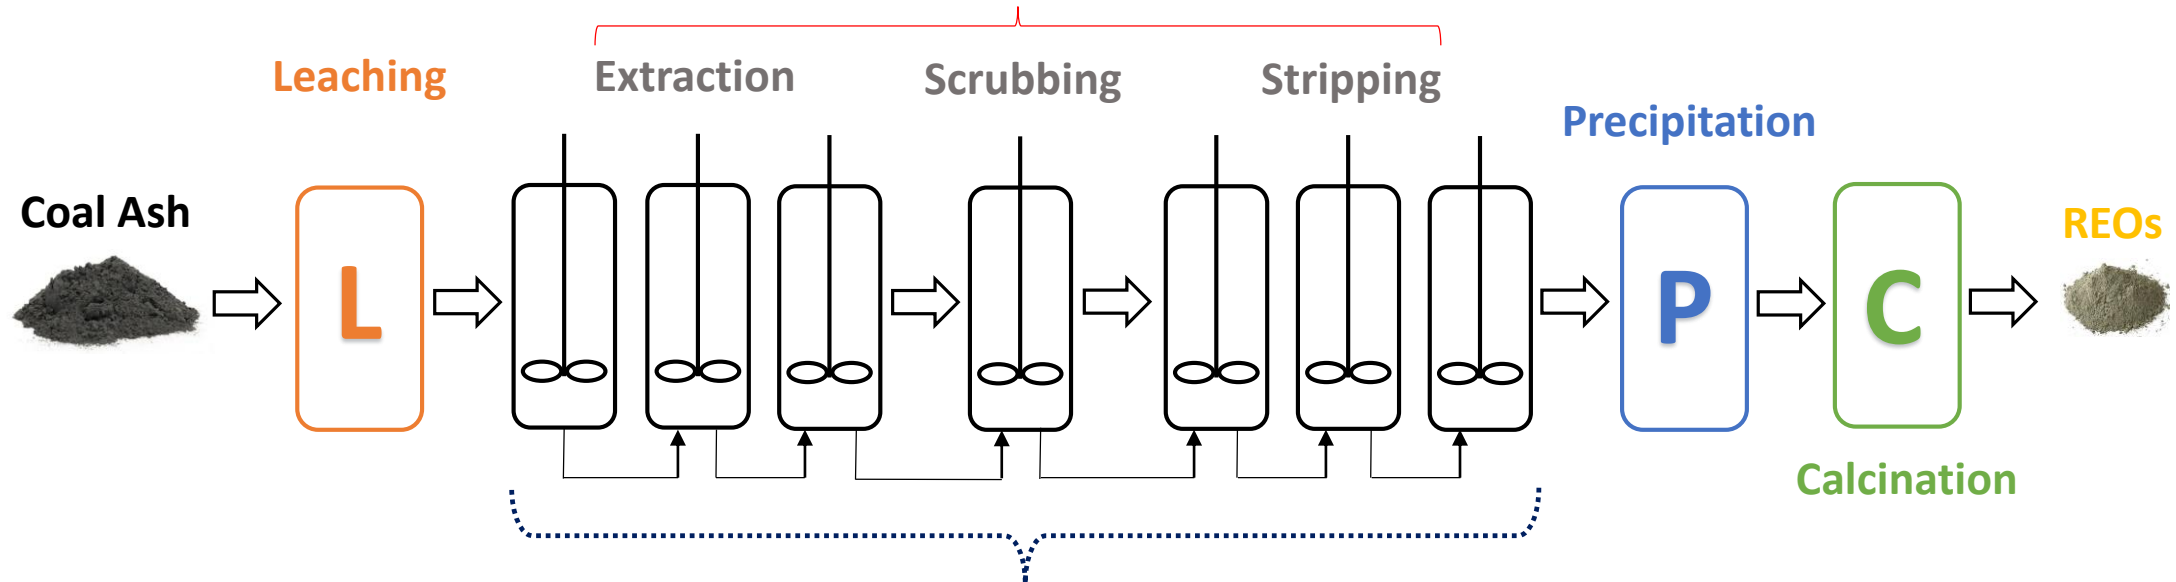 Leaching
Extraction
Scrubbing
Stripping
Precipitation
Coal Ash
REOs
L
P
C
Calcination